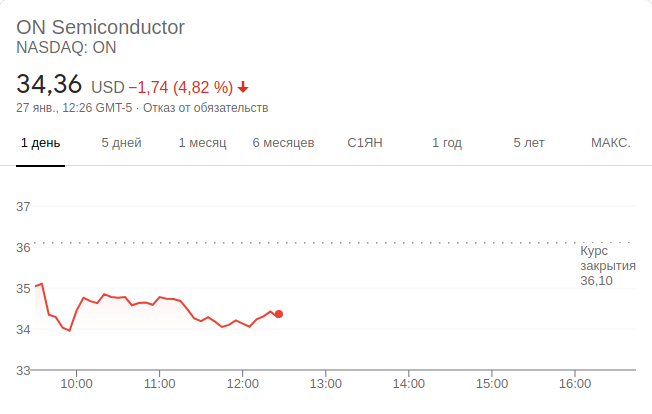 ON Semiconductor
NASDAQ: ON
34,36 USD −1,74 (4,82 %)
27 янв., 12:26 GMT-5 · Отказ от обязательств
1 день 5 дней 1 месяц 6 месяцев С1ЯН 1 год 5 лет МАКС.
37
36
Курс
закрытия
36,10
35
34
33
10:00 11:00 12:00 13:00 14:00 15:00 16:00